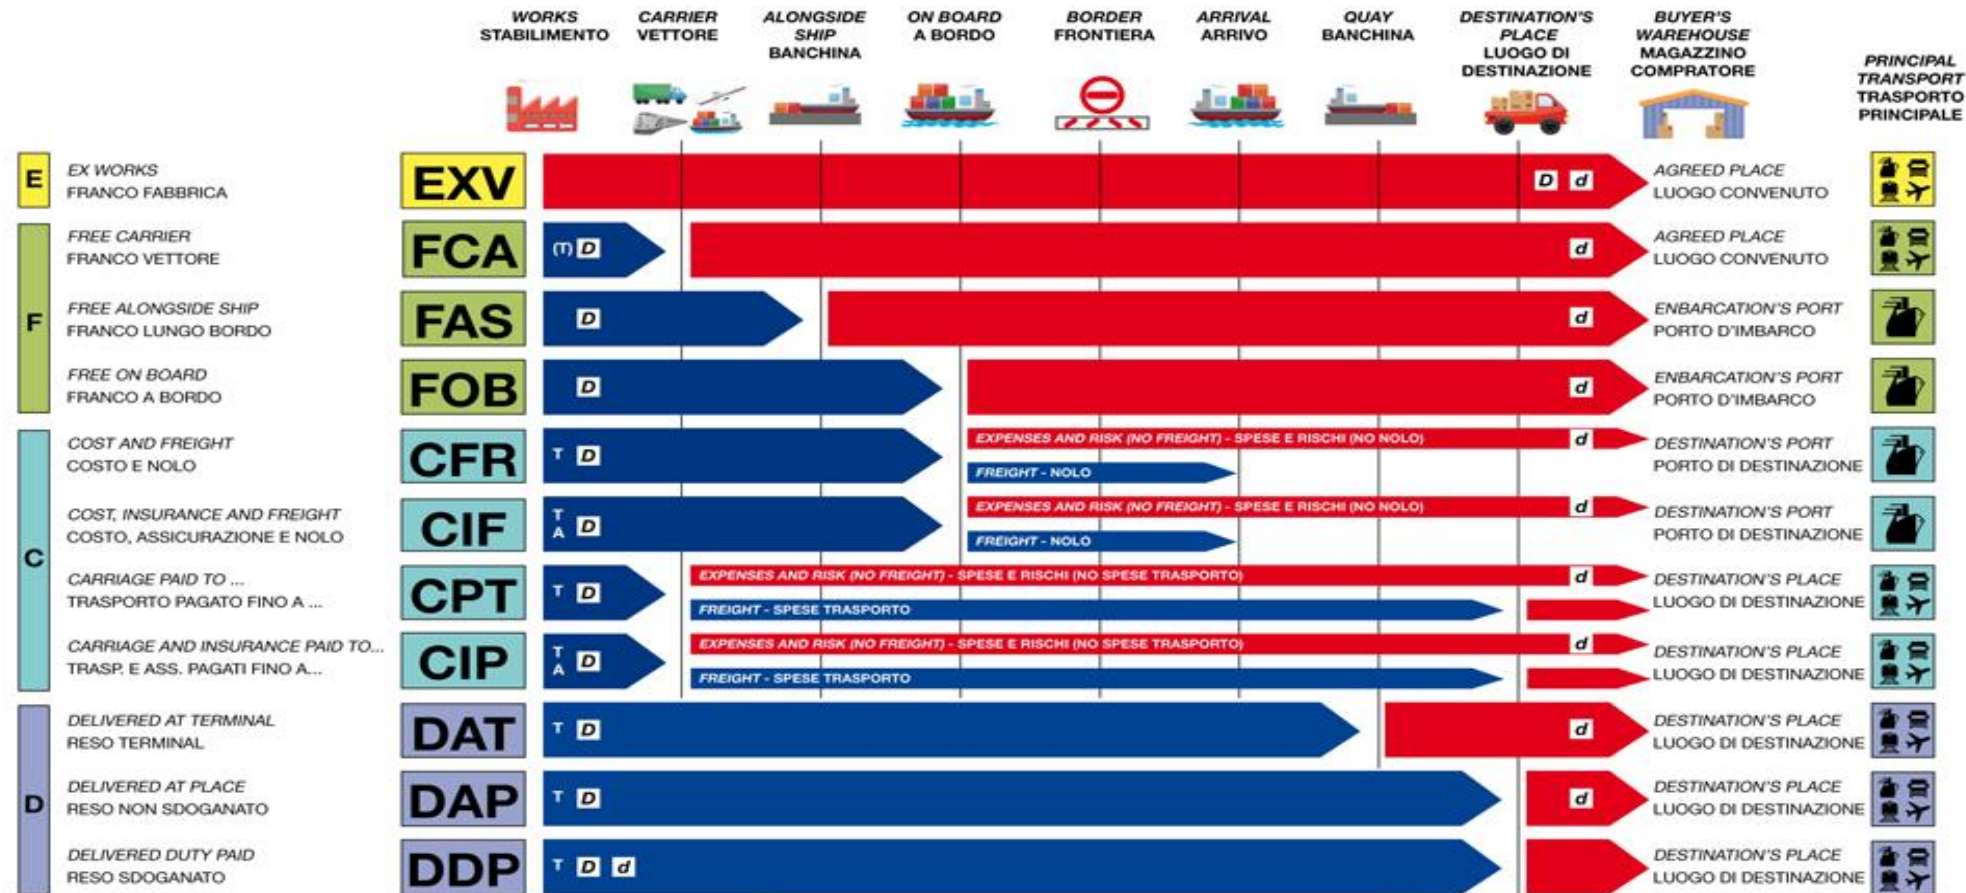 WORKS
STABILIMENTO
CARRIER
VETTORE
ALONGSIDE
SHIP
BANCHINA
ON BOARD
A BORDO
BORDER
FRONTIERA
ARRIVAL
ARRIVO
QUAY
BANCHINA
DESTINATION'S
PLACE
LUOGO DI
DESTINAZIONE
BUYER'S
WAREHOUSE
MAGAZZINO
COMPRATORE
PRINCIPAL
TRANSPORT
TRASPORTO
PRINCIPALE
E
EX WORKS
FRANCO FABBRICA
EXV
D d
AGREED PLACE
LUOGO CONVENUTO
F
FREE CARRIER
FRANCO VETTORE
FCA
(T) D
d
AGREED PLACE
LUOGO CONVENUTO
FREE ALONGSIDE SHIP
FRANCO LUNGO BORDO
FAS
D
d
ENBARCATION'S PORT
PORTO D'IMBARCO
FREE ON BOARD
FRANCO A BORDO
FOB
D
d
ENBARCATION'S PORT
PORTO D'IMBARCO
C
COST AND FREIGHT
COSTO E NOLO
CFR
T D
EXPENSES AND RISK (NO FREIGHT) - SPESE E RISCHI (NO NOLO)
d
FREIGHT - NOLO
DESTINATION'S PORT
PORTO DI DESTINAZIONE
COST, INSURANCE AND FREIGHT
COSTO, ASSICURAZIONE E NOLO
CIF
T
A D
EXPENSES AND RISK (NO FREIGHT) - SPESE E RISCHI (NO NOLO)
d
FREIGHT - NOLO
DESTINATION'S PORT
PORTO DI DESTINAZIONE
CARRIAGE PAID TO ...
TRASPORTO PAGATO FINO A ...
CPT
T D
EXPENSES AND RISK (NO FREIGHT) - SPESE E RISCHI (NO SPESE TRASPORTO)
d
FREIGHT - SPESE TRASPORTO
DESTINATION'S PLACE
LUOGO DI DESTINAZIONE
CARRIAGE AND INSURANCE PAID TO...
TRASP. E ASS. PAGATI FINO A...
CIP
T
A D
EXPENSES AND RISK (NO FREIGHT) - SPESE E RISCHI (NO SPESE TRASPORTO)
d
FREIGHT - SPESE TRASPORTO
DESTINATION'S PLACE
LUOGO DI DESTINAZIONE
D
DELIVERED AT TERMINAL
RESO TERMINAL
DAT
T D
d
DESTINATION'S PLACE
LUOGO DI DESTINAZIONE
DELIVERED AT PLACE
RESO NON SDOGANATO
DAP
T D
d
DESTINATION'S PLACE
LUOGO DI DESTINAZIONE
DELIVERED DUTY PAID
RESO SDOGANATO
DDP
T D d
DESTINATION'S PLACE
LUOGO DI DESTINAZIONE